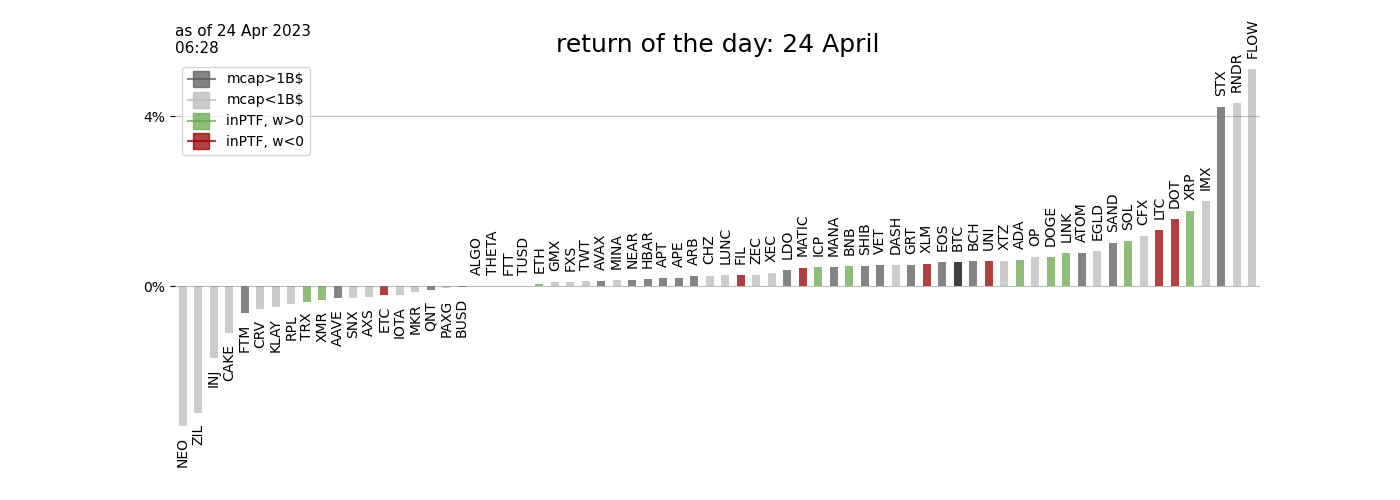 as of 24 Apr 2023
06:28
return of the day: 24 April
mcap>1B$
mcap<1B$
inPTF, w>0
inPTF, w<0
4%
0%
NEO
ZIL
INJ
CAKE
FTM
CRV
KLAY
RPL
TRX
XMR
AAVE
SNX
AXS
ETC
IOTA
MKR
QNT
PAXG
BUSD
ALGO
THETA
FTT
TUSD
ETH
GMX
FXS
TWT
AVAX
MINA
NEAR
HBAR
APT
APE
ARB
CHZ
LUNC
FIL
ZEC
XEC
LDO
MATIC
ICP
MANA
BNB
SHIB
VET
DASH
GRT
XLM
EOS
BTC
BCH
UNI
XTZ
ADA
OP
DOGE
LINK
ATOM
EGLD
SAND
SOL
CFX
LTC
DOT
XRP
IMX
STX
RNDR
FLOW